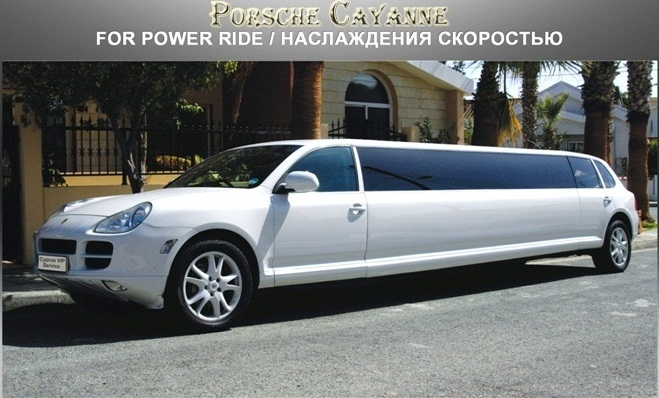 Porsche Cayanne
FOR POWER RIDE / НАСЛАЖДЕНИЯ СКОРОСТЬЮ
Cyprus VIP
Service